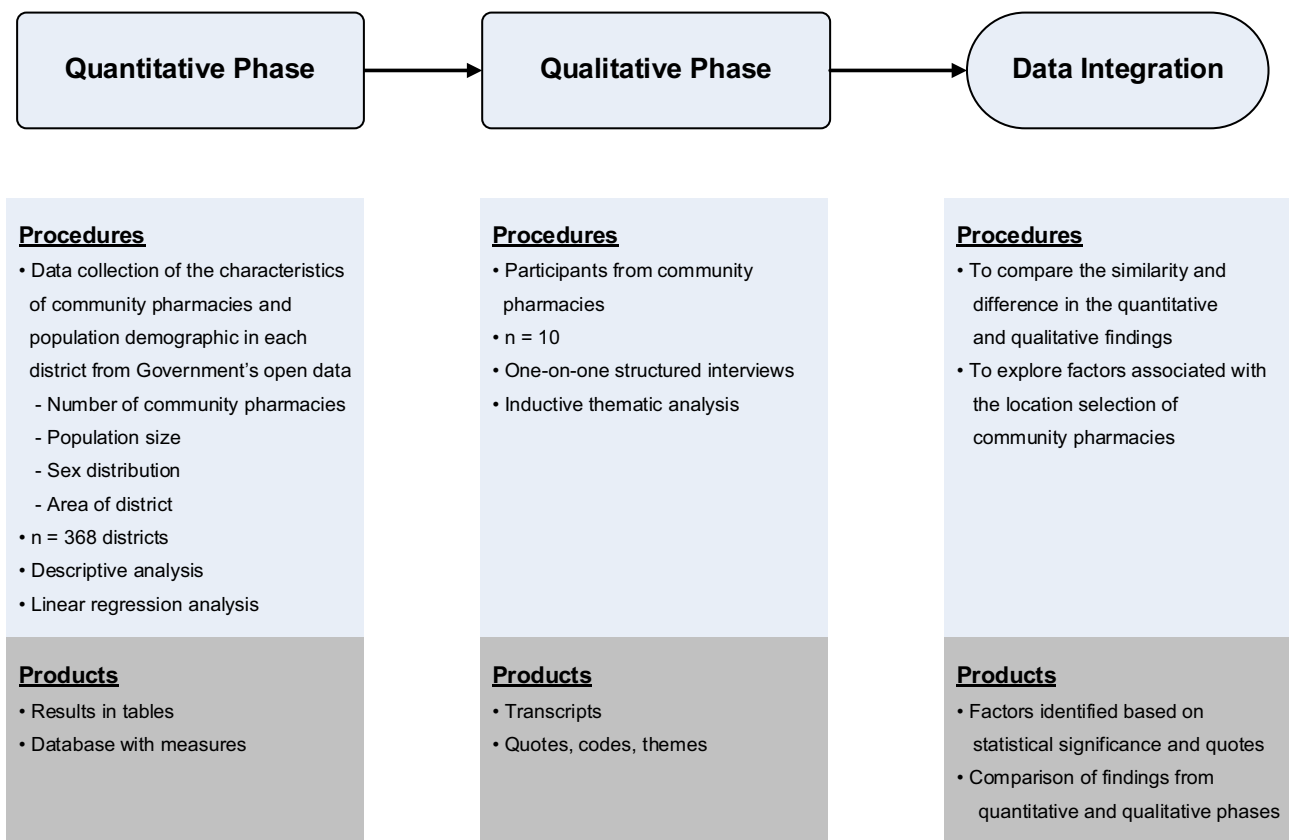 Quantitative Phase
Qualitative Phase
Data Integration
Procedures
• Data collection of the characteristics
of community pharmacies and
population demographic in each
district from Government's open data
- Number of community pharmacies
- Population size
- Sex distribution
- Area of district
• n = 368 districts
• Descriptive analysis
• Linear regression analysis
Products
• Results in tables
• Database with measures
Procedures
• Participants from community
pharmacies
• n = 10
• One-on-one structured interviews
• Inductive thematic analysis
Products
• Transcripts
• Quotes, codes, themes
Procedures
• To compare the similarity and
difference in the quantitative
and qualitative findings
• To explore factors associated with
the location selection of
community pharmacies
Products
• Factors identified based on
statistical significance and quotes
• Comparison of findings from
quantitative and qualitative phases